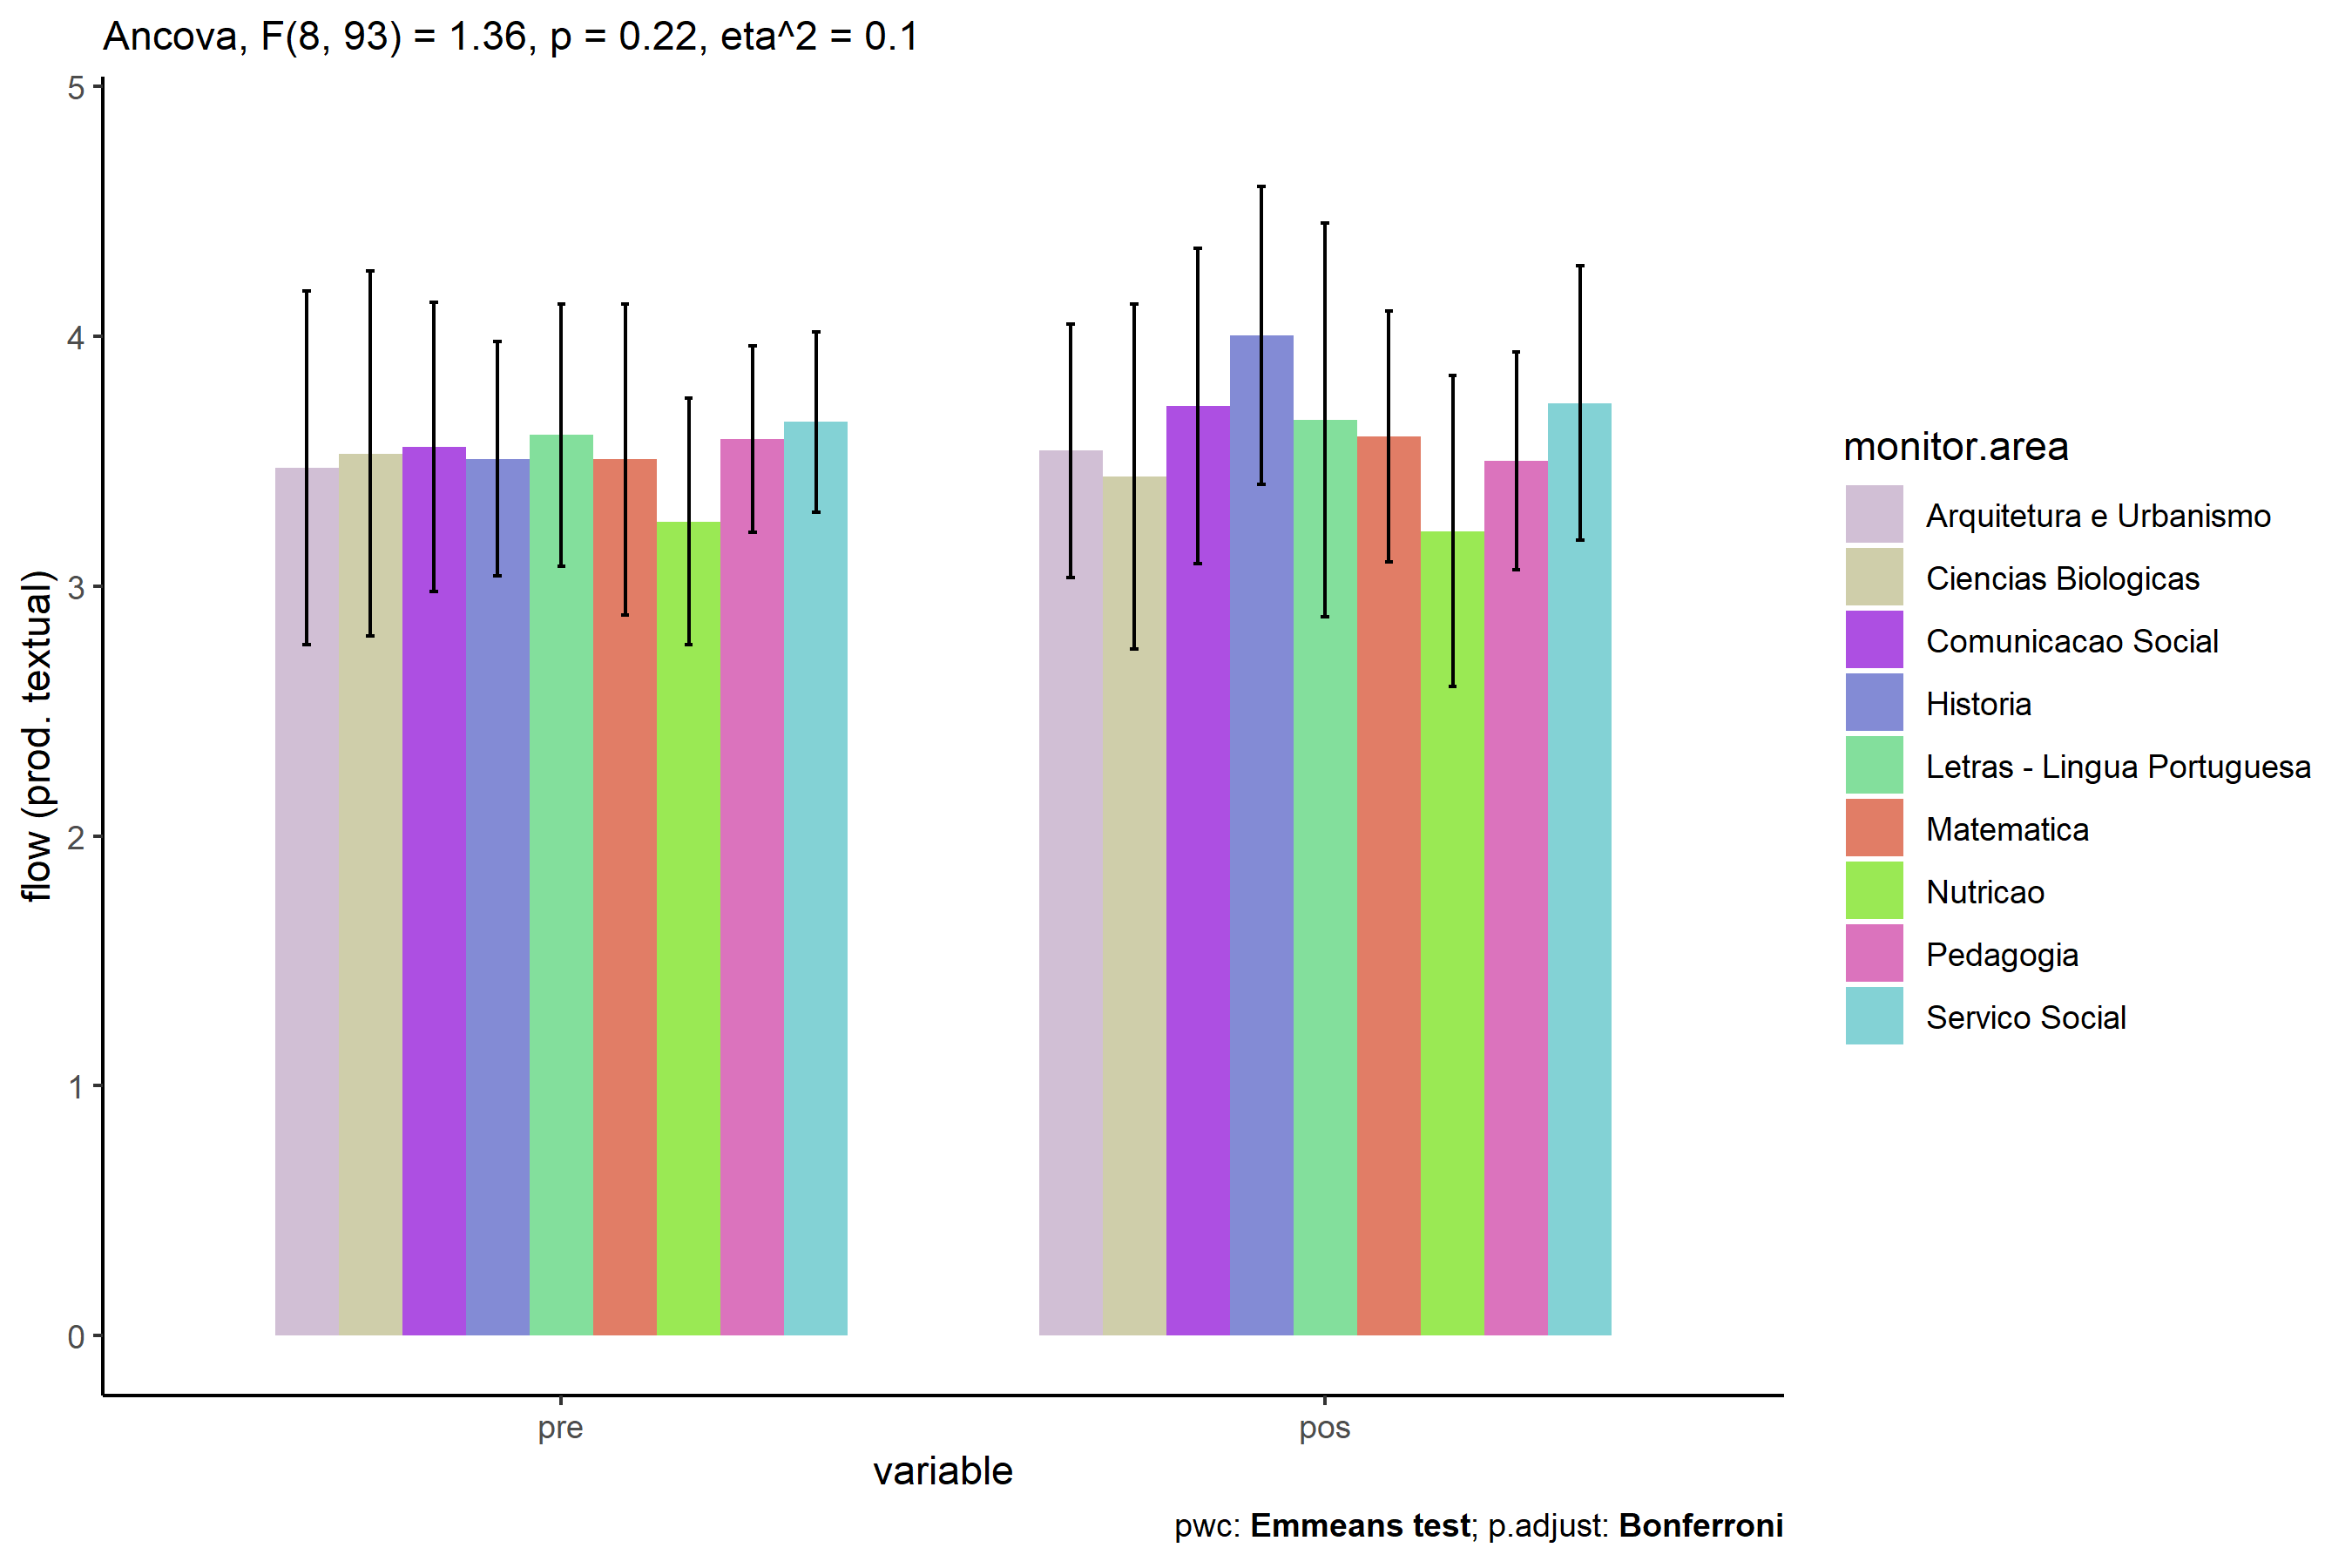 Ancova, F(8, 93) = 1.36, p = 0.22, eta^2 = 0.1
5
4
3
2
1
0
flow (prod. textual)
pre
pos
variable
pwc: Emmeans test; p.adjust: Bonferroni
monitor.area
Arquitetura e Urbanismo
Ciencias Biologicas
Comunicacao Social
Historia
Letras - Lingua Portuguesa
Matematica
Nutricao
Pedagogia
Servico Social